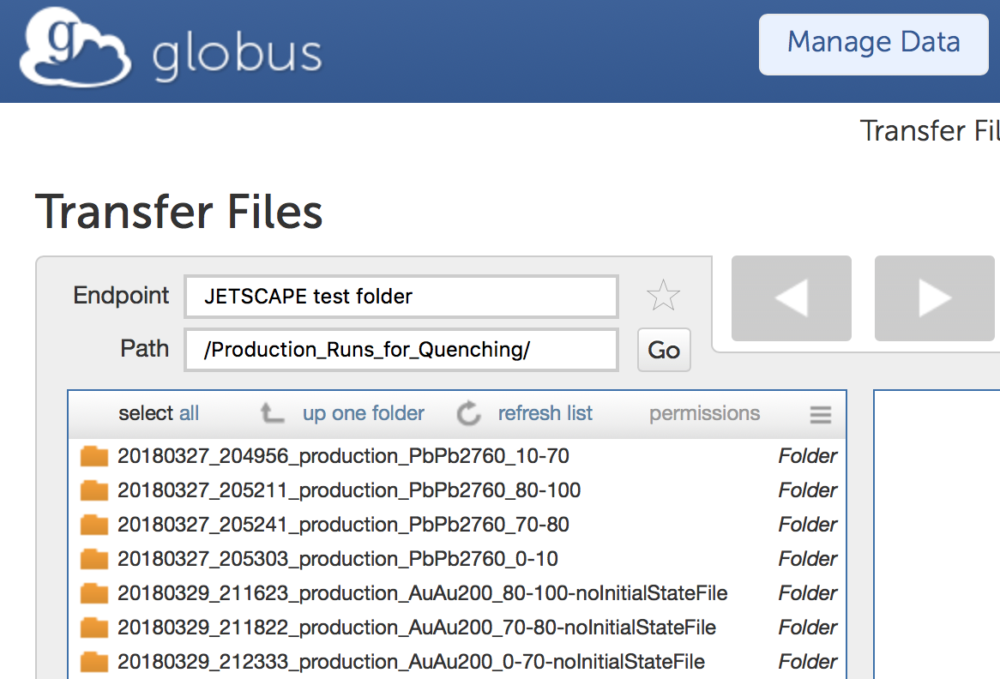 globus
Manage Data
Transfer Fil
Transfer Files
Endpoint JETSCAPE test folder
Path /Production_Runs_for_Quenching/ Go
select all up one folder refresh list permissions
20180327_204956_production_PbPb2760_10-70 Folder
20180327_205211_production_PbPb2760_80-100 Folder
20180327_205241_production_PbPb2760_70-80 Folder
20180327_205303_production_PbPb2760_0-10 Folder
20180329_211623_production_AuAu200_80-100-noInitialStateFile Folder
20180329_211822_production_AuAu200_70-80-noInitialStateFile Folder
20180329_212333_production_AuAu200_0-70-noInitialStateFile Folder